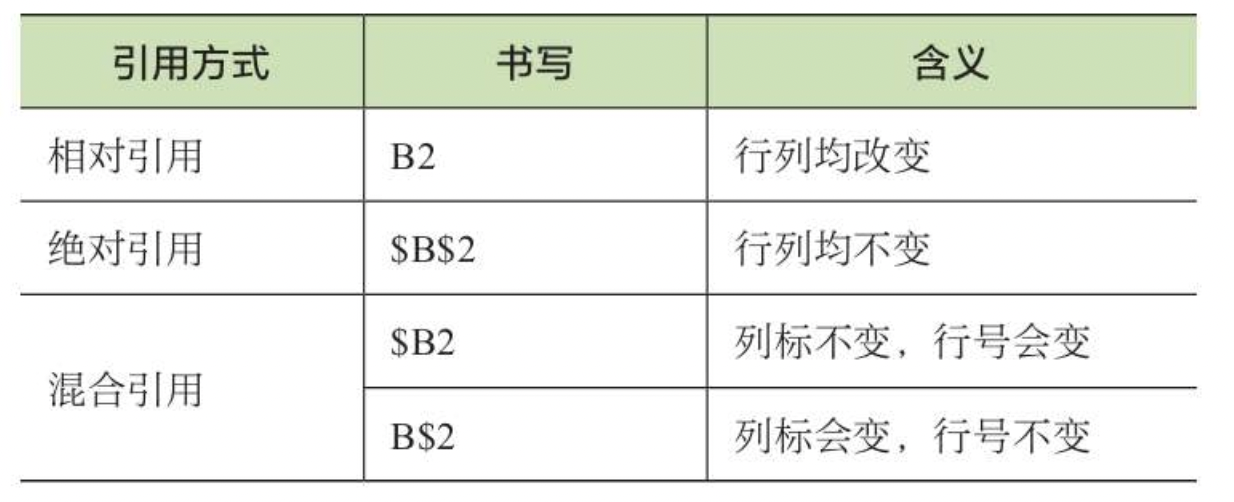 引用方式 书写 含义
相对引用 B2 行列均改变
绝对引用 $B$2 行列均不变
混合引用 $B2 列标不变，行号会变
B$2 列标会变，行号不变